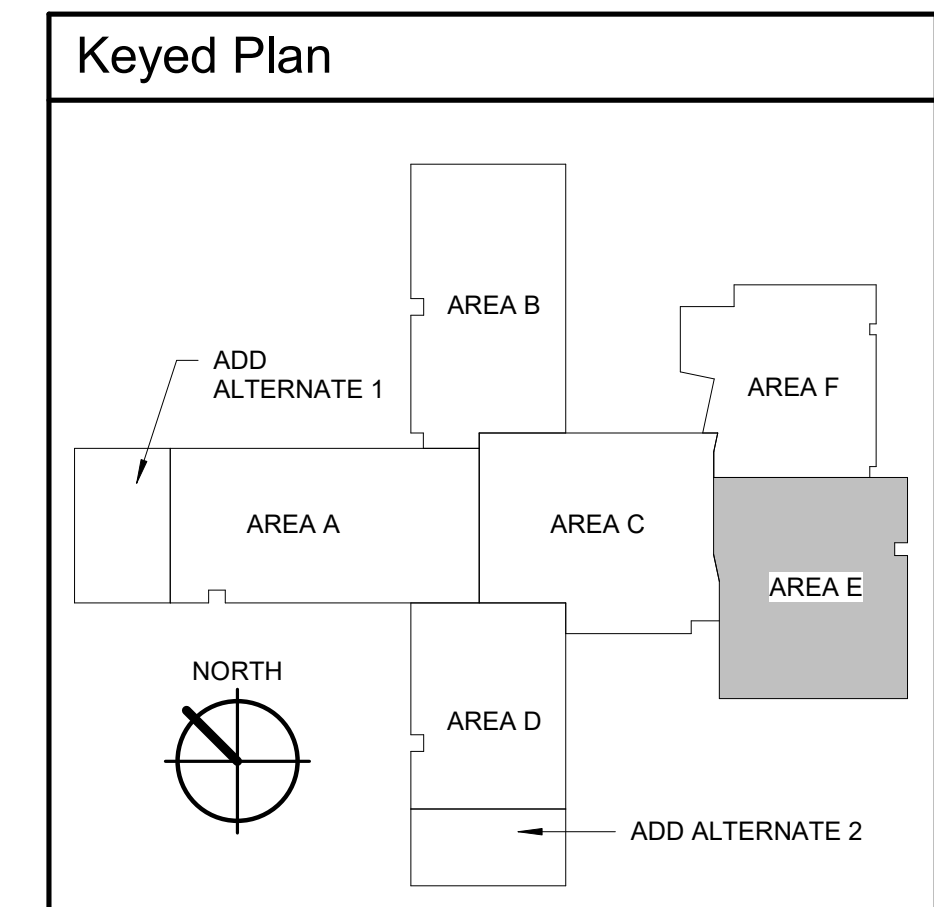 Keyed Plan
AREA B
ADD
ALTERNATE 1
AREA F
AREA A
AREA C
AREA E
NORTH
AREA D
ADD ALTERNATE 2